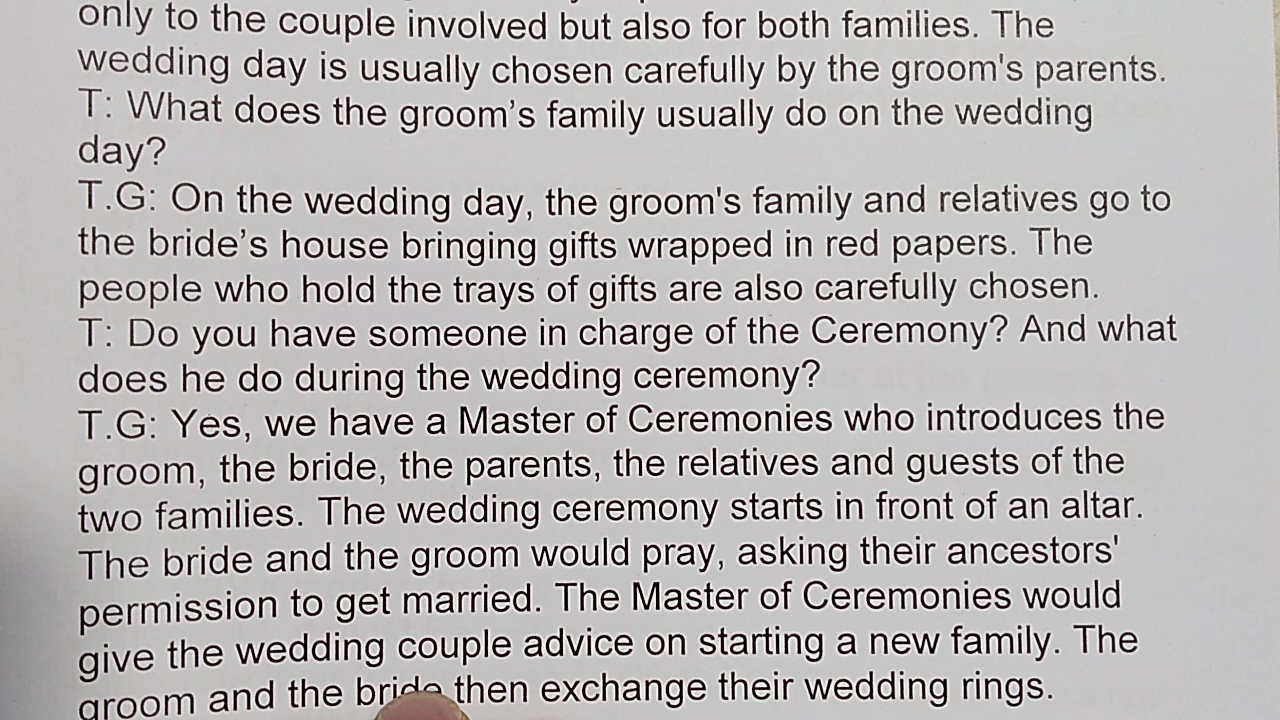 only to the couple involved but also for both families. The
wedding day is usually chosen carefully by the groom's parents.
T: What does the groom’s family usually do on the wedding
day?
T.G: On the wedding day, the groom's family and relatives go to
the bride’s house bringing gifts wrapped in red papers. The
people who hold the trays of gifts are also carefully chosen.
T: Do you have someone in charge of the Ceremony? And what
does he do during the wedding ceremony?
T.G: Yes, we have a Master of Ceremonies who introduces the
groom, the bride, the parents, the relatives and guests of the
two families. The wedding ceremony starts in front of an altar.
The bride and the groom would pray, asking their ancestors'
permission to get married. The Master of Ceremonies would
give the wedding couple advice on starting a new family. The
groom and the bride then exchange their wedding rings.